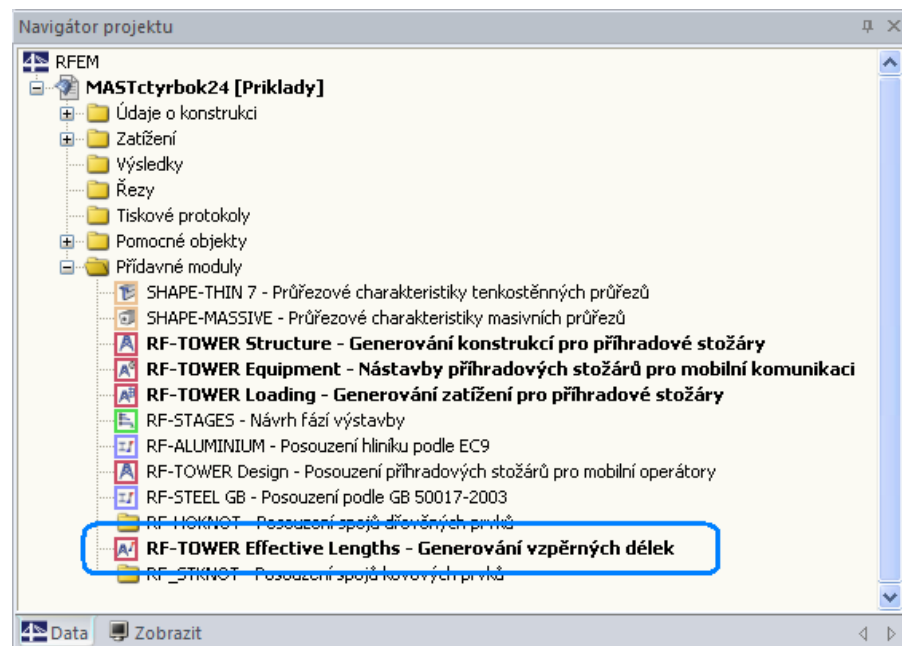 Navigátor projektu
RFEM
MASTctyrbok24 [Priklady]
Údaje o konstrukci
Zatížení
Výsledky
Řezy
Tiskové protokoly
Pomocné objekty
Přídavné moduly
SHAPE-THIN 7 - Průřezové charakteristiky tenkostěnných průřezů
SHAPE-MASSIVE - Průřezové charakteristiky masivních průřezů
RF-TOWER Structure - Generování konstrukcí pro příhradové stožáry
RF-TOWER Equipment - Nástavby příhradových stožárů pro mobilní komunikaci
RF-TOWER Loading - Generování zatížení pro příhradové stožáry
RF-STAGES - Návrh fází výstavby
RF-ALUMINIUM - Posouzení hliníku podle EC9
RF-TOWER Design - Posouzení příhradových stožárů pro mobilní operátory
RF-STEEL GB - Posouzení podle GB 50017-2003
RF-HOKNOT - Posouzení spojů dřevěných prvků
RF-TOWER Effective Lengths - Generování vzpěrných délek
RF_STKNOT - Posouzení spojů kovových prvků
Data Zobrazit